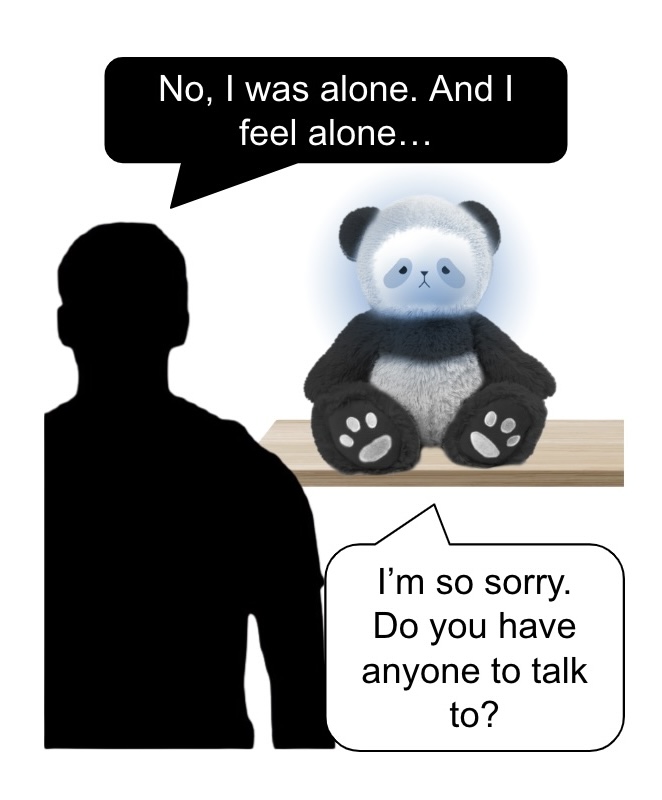 No, I was alone. And I
feel alone…
I’m so sorry.
Do you have
anyone to talk
to?